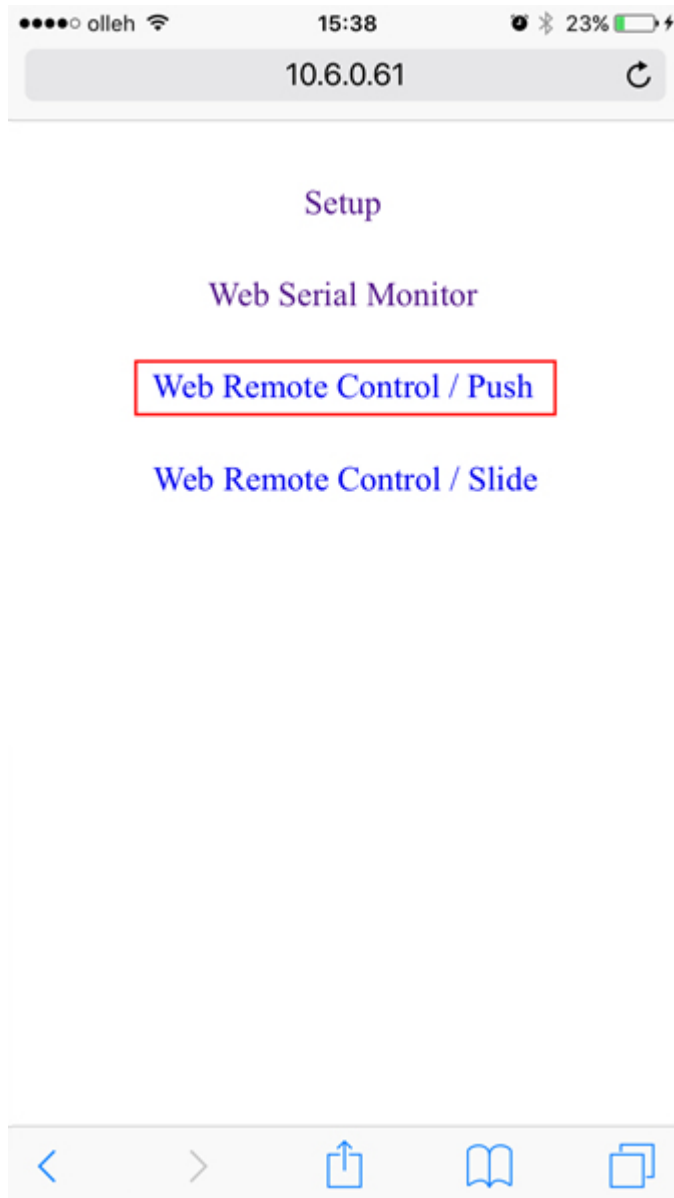 olleh 15:38 23%
10.6.0.61
Setup
Web Serial Monitor
Web Remote Control / Push
Web Remote Control / Slide